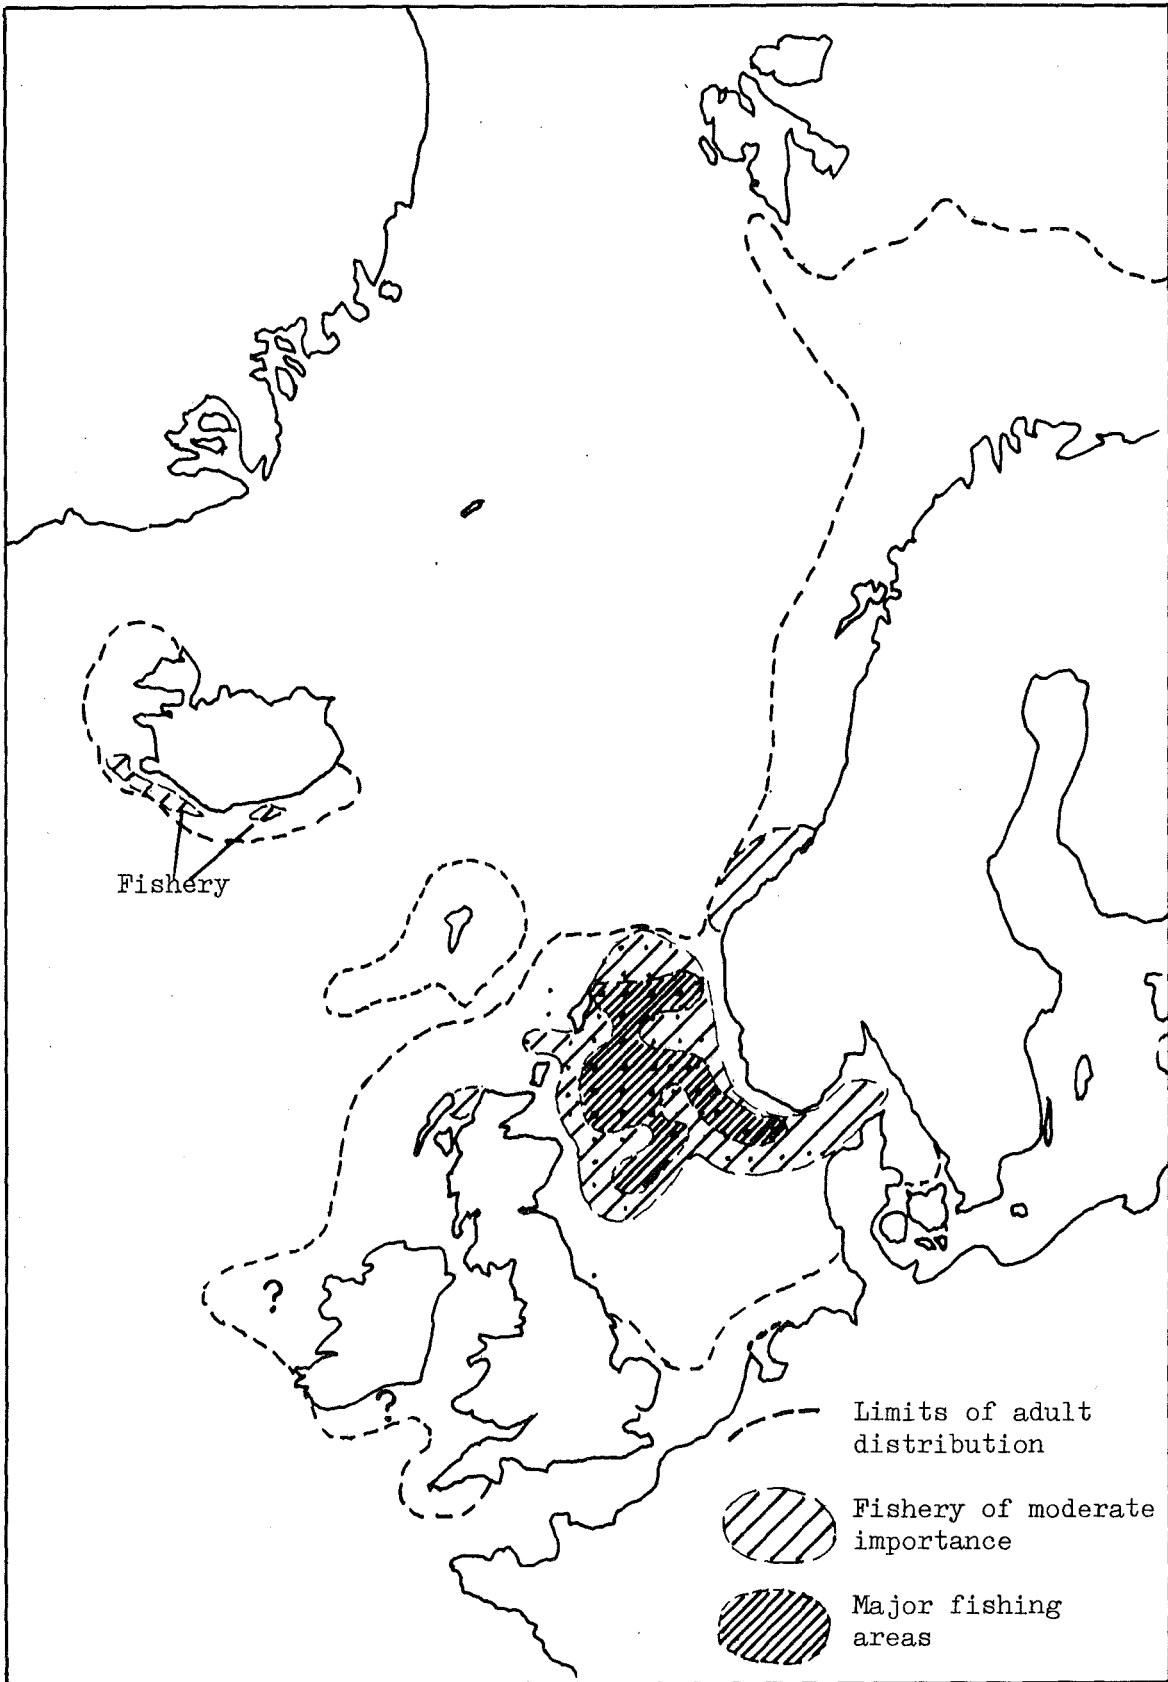 Fishery
?
?
Limits of adult
distribution
Fishery of moderate
importance
Major fishing
areas